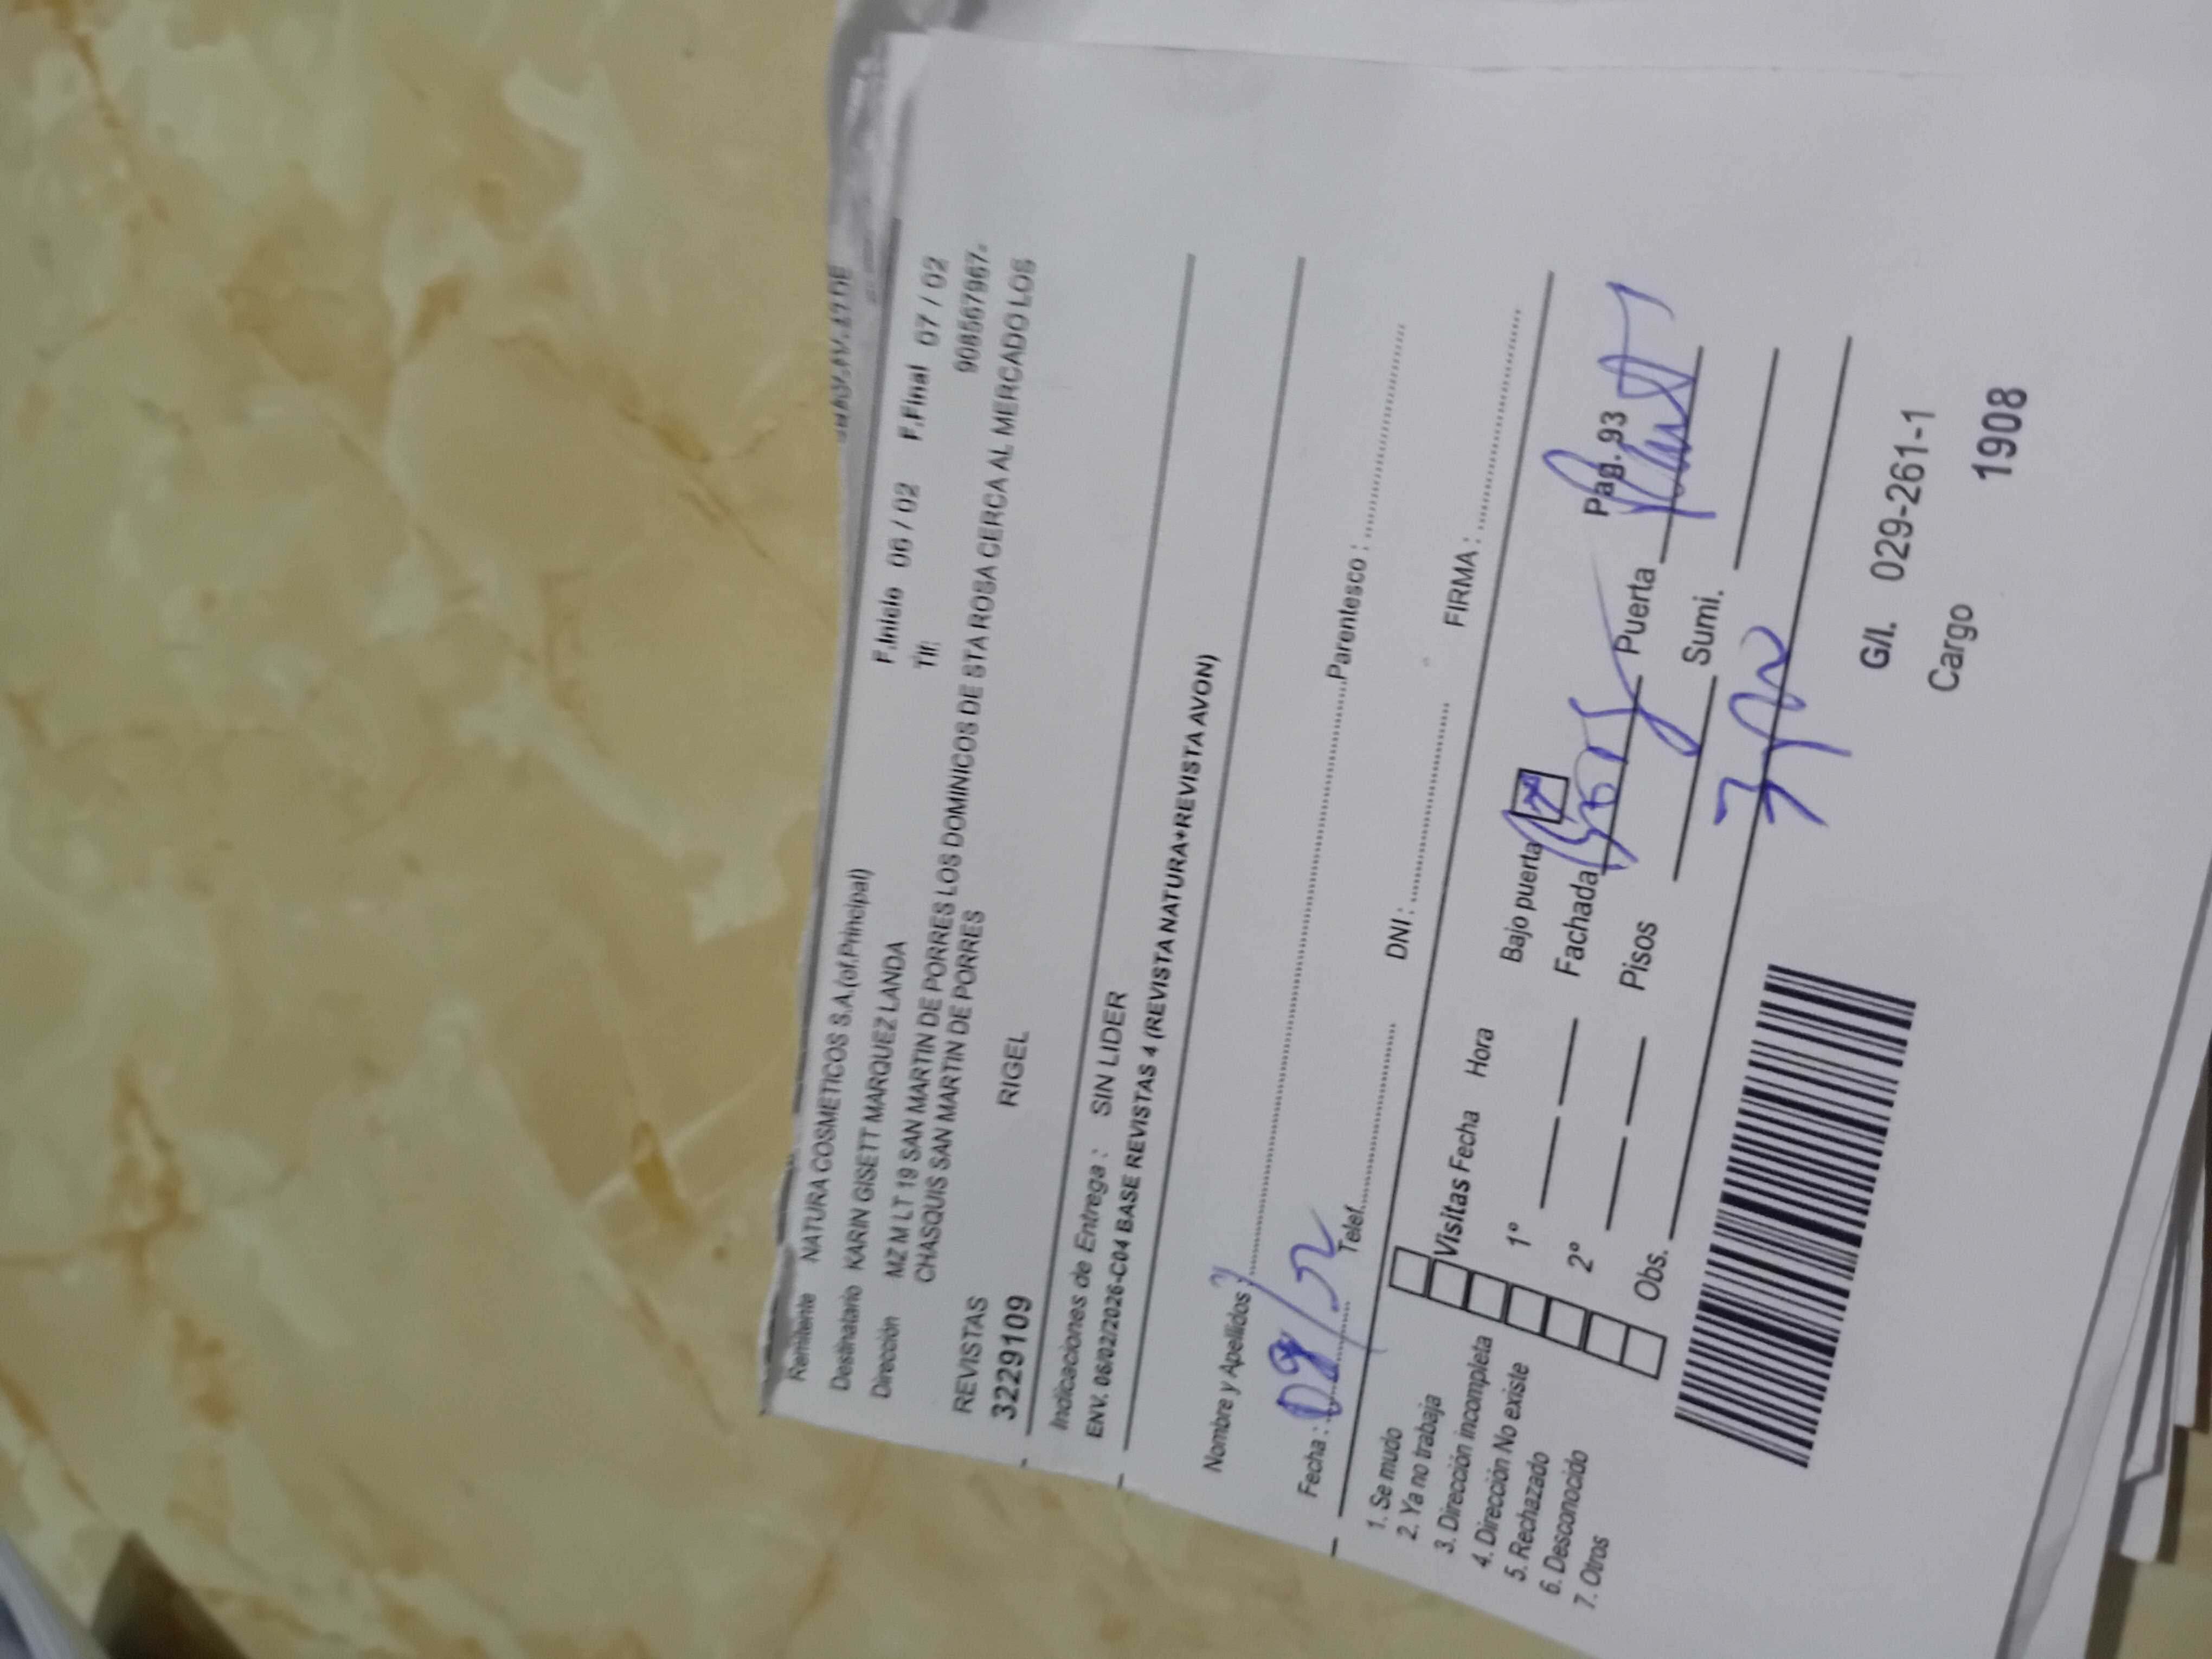 Remitente NATURA COSMETICOS S.A.(of.Principal)
Destinatario KARIN GISETT MARQUEZ LANDA F.Inicio 06 / 02 F.Final 07 / 02
Dirección MZ M LT 19 SAN MARTIN DE PORRES LOS DOMINICOS DE STA ROSA CERCA AL MERCADO LOS
CHASQUIS SAN MARTIN DE PORRES
Tlf: 908567967-
REVISTAS
3229109 RIGEL
Indicaciones de Entrega : SIN LIDER
ENV. 06/02/2026-C04 BASE REVISTAS 4 (REVISTA NATURA+REVISTA AVON)
Nombre y Apellidos : Parentesco :
Fecha : 08/02 Telef. DNI : FIRMA :
1. Se mudo
2. Ya no trabaja
3. Dirección incompleta
4. Dirección No existe
5. Rechazado
6. Desconocido
7. Otros
Visitas Fecha Hora Bajo puerta Pag. 93
1° Fachada Puerta
2° Pisos Sumi.
Obs.
G/I. 029-261-1
Cargo 1908